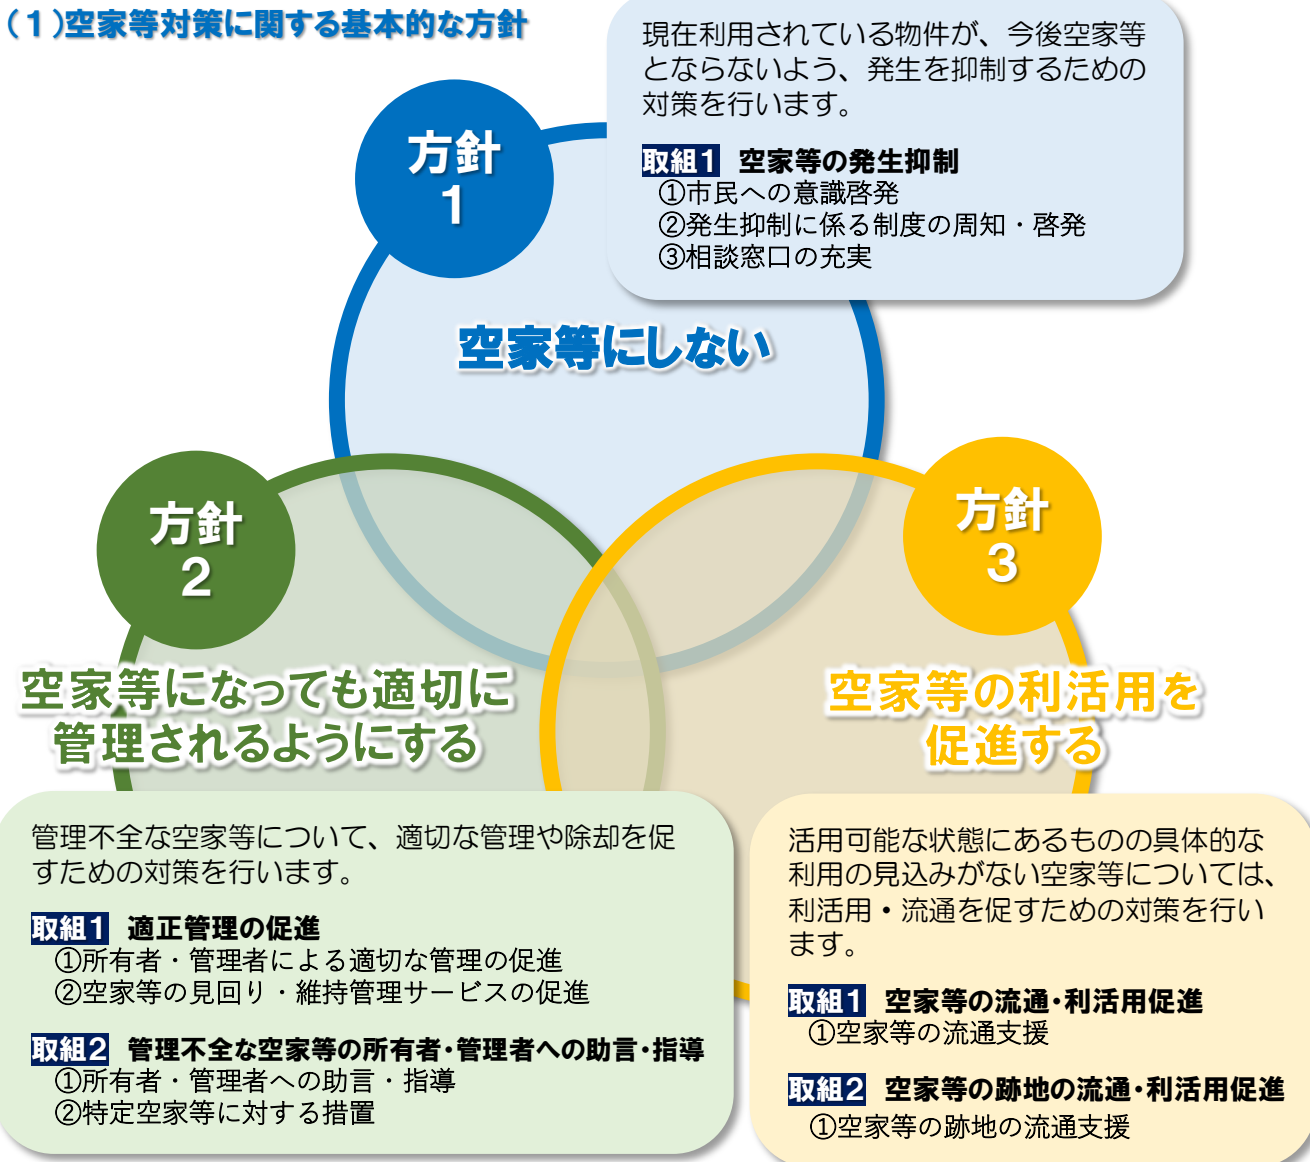 （１）空家等対策に関する基本的な方針
現在利用されている物件が、今後空家等
とならないよう、発生を抑制するための
対策を行います。
取組１ 空家等の発生抑制
①市民への意識啓発
②発生抑制に係る制度の周知・啓発
③相談窓口の充実
方針
１
空家等にしない
方針
２
空家等になっても適切に
管理されるようにする
管理不全な空家等について、適切な管理や除却を促
すための対策を行います。
取組１ 適正管理の促進
①所有者・管理者による適切な管理の促進
②空家等の見回り・維持管理サービスの促進
取組２ 管理不全な空家等の所有者・管理者への助言・指導
①所有者・管理者への助言・指導
②特定空家等に対する措置
方針
３
空家等の利活用を
促進する
活用可能な状態にあるものの具体的な
利用の見込みがない空家等については、
利活用・流通を促すための対策を行い
ます。
取組１ 空家等の流通・利活用促進
①空家等の流通支援
取組２ 空家等の跡地の流通・利活用促進
①空家等の跡地の流通支援